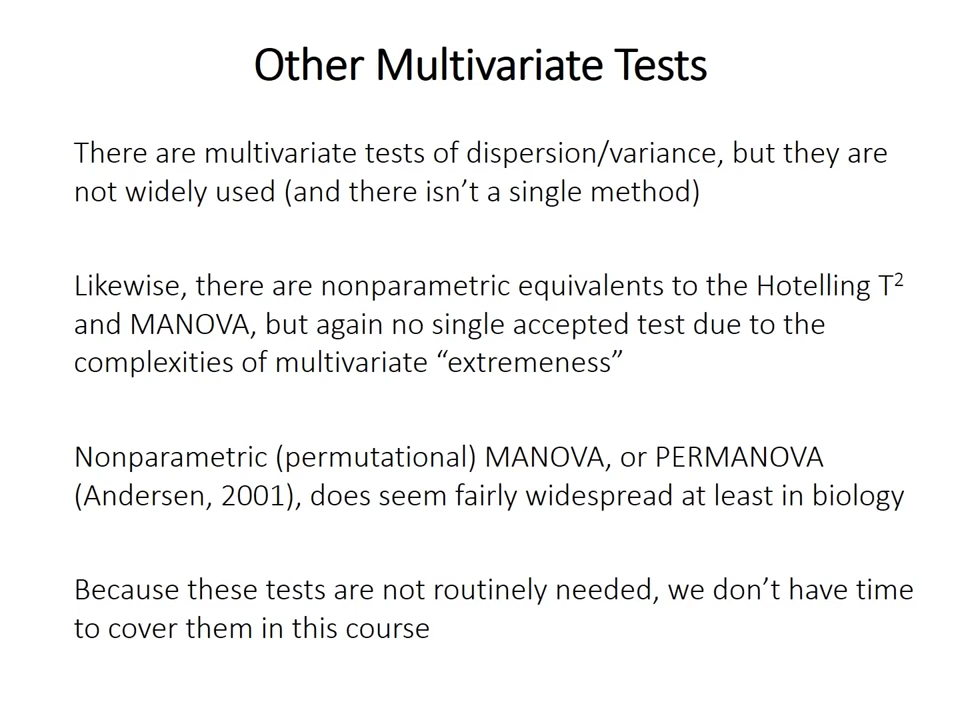 Other Multivariate Tests
There are multivariate tests of dispersion/variance, but they are
not widely used (and there isn’t a single method)
Likewise, there are nonparametric equivalents to the Hotelling T²
and MANOVA, but again no single accepted test due to the
complexities of multivariate “extremeness”
Nonparametric (permutational) MANOVA, or PERMANOVA
(Andersen, 2001), does seem fairly widespread at least in biology
Because these tests are not routinely needed, we don’t have time
to cover them in this course